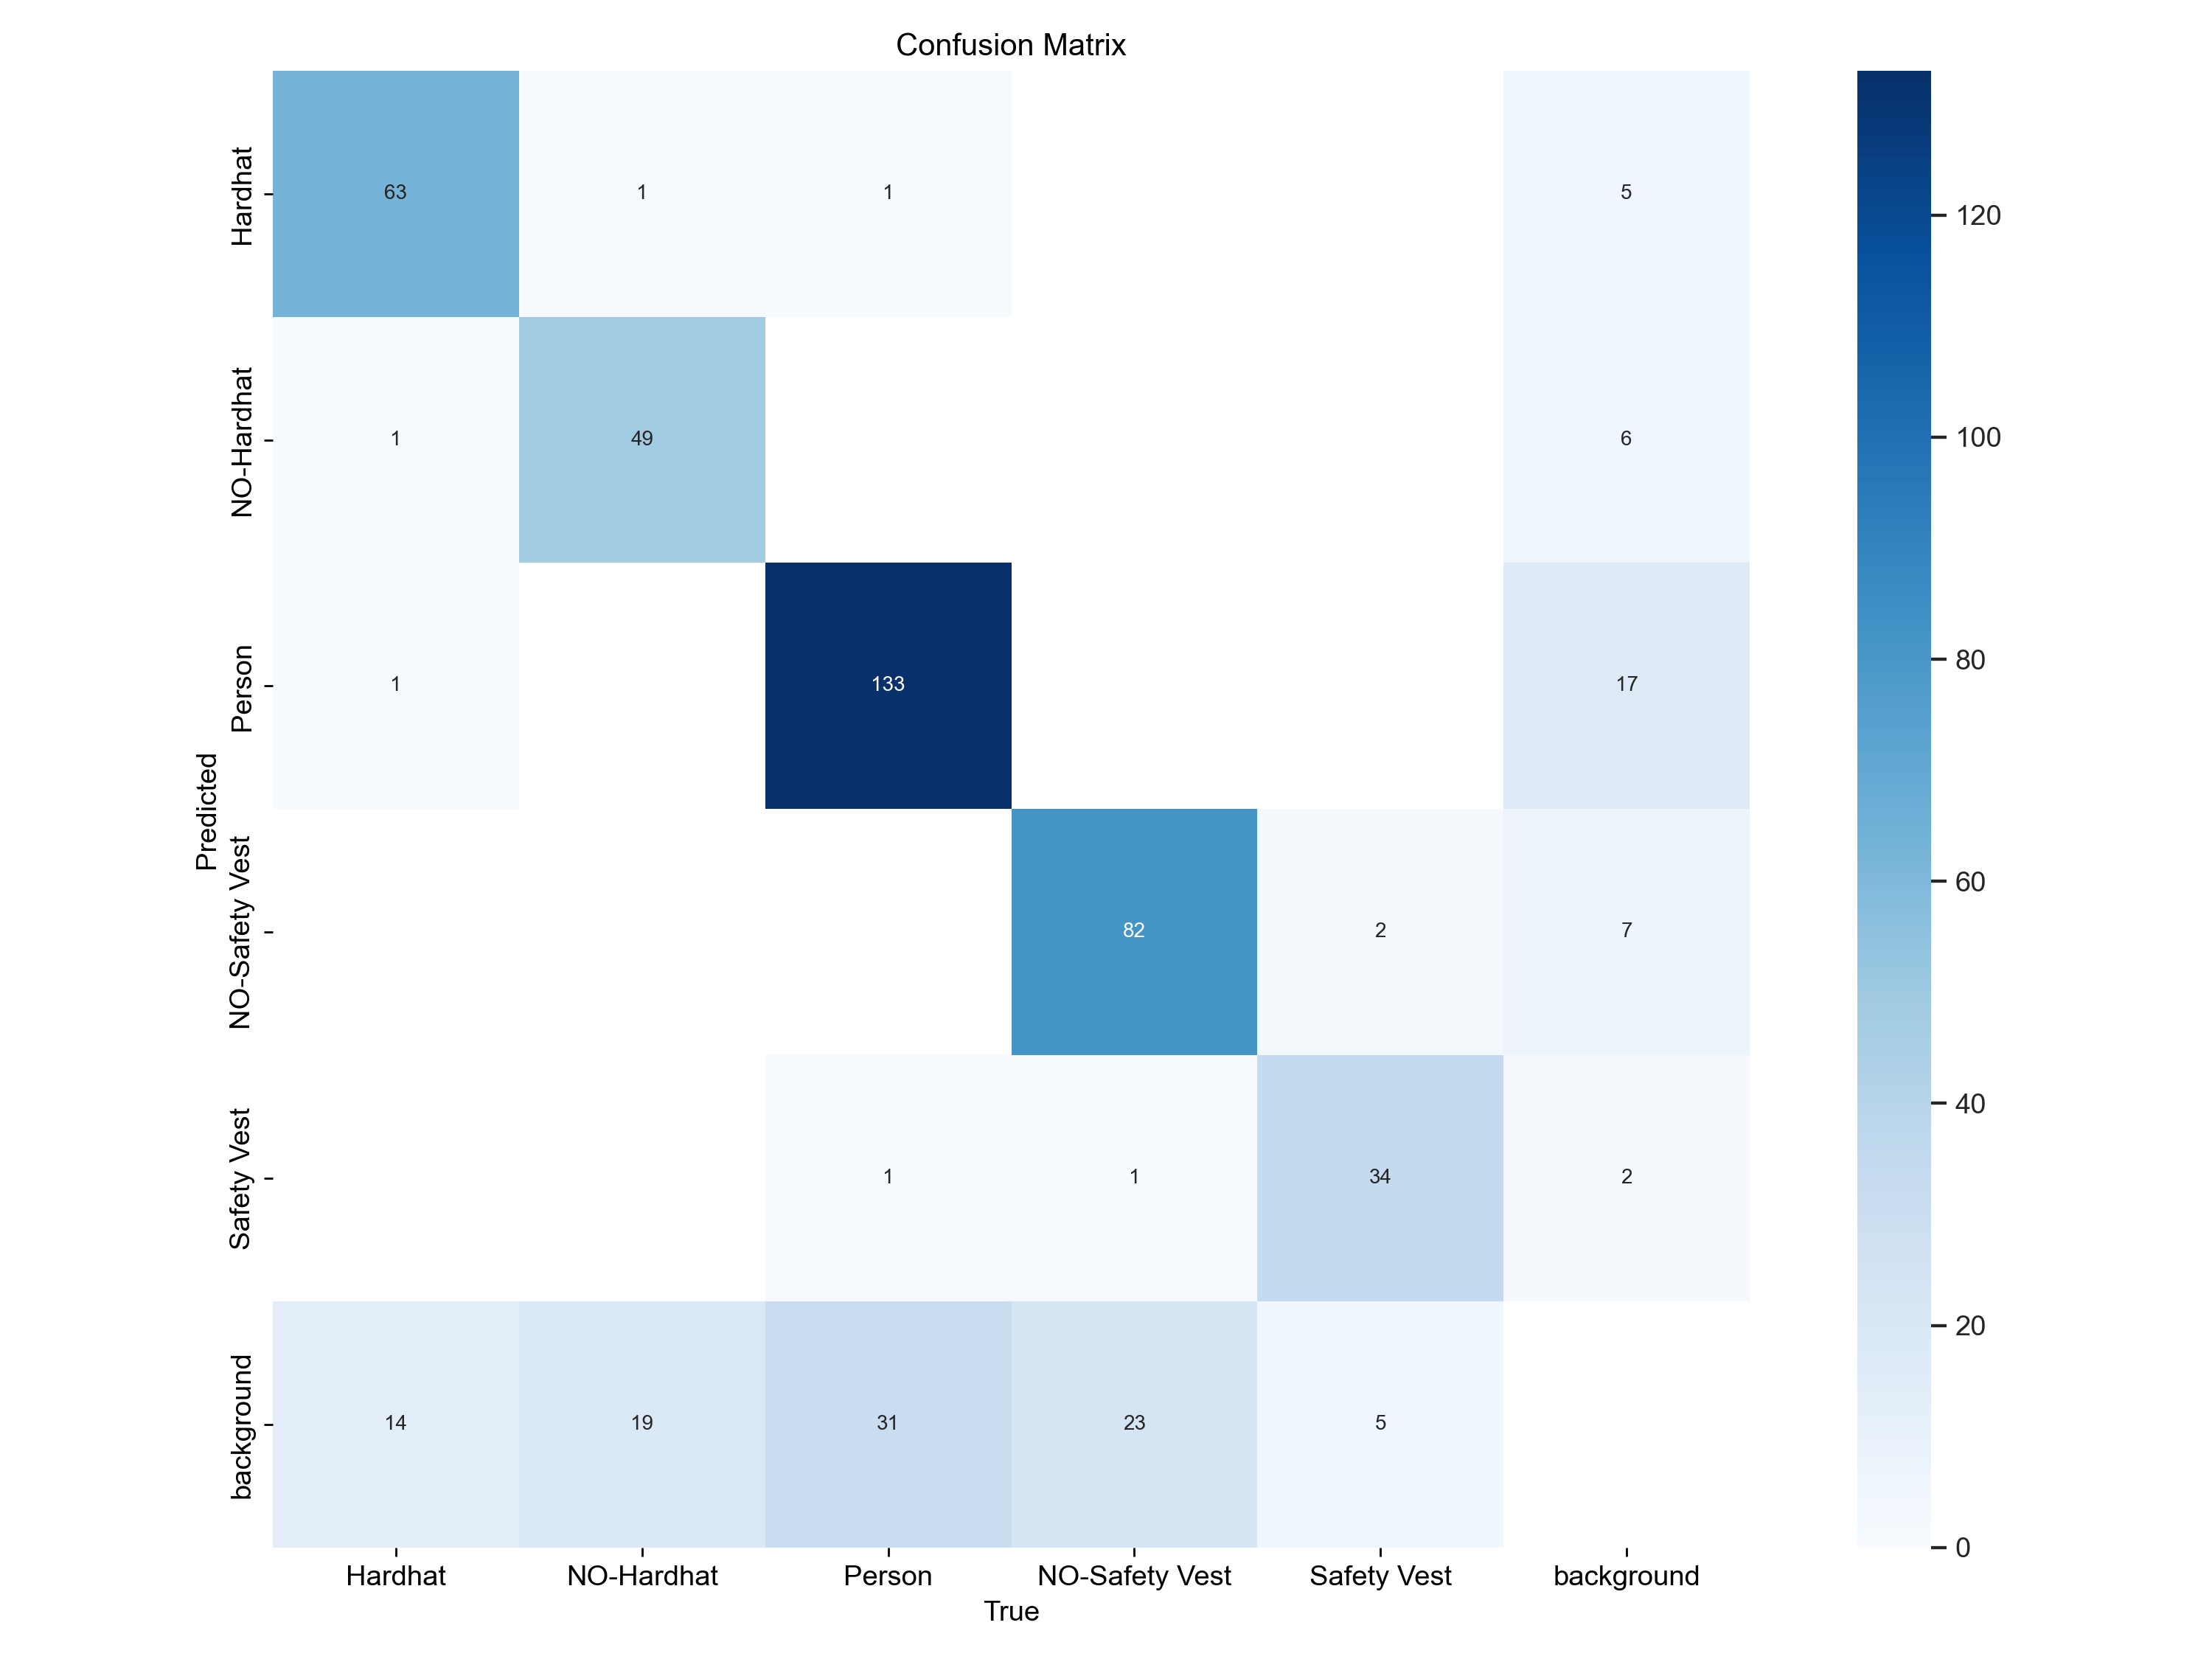 Confusion Matrix
Hardhat
63
1
1
5
120
NO-Hardhat
1
49
6
100
Person
1
133
17
80
Predicted
NO-Safety Vest
82
2
7
60
Safety Vest
1
1
34
2
40
background
14
19
31
23
5
20
0
Hardhat
NO-Hardhat
Person
NO-Safety Vest
Safety Vest
background
True